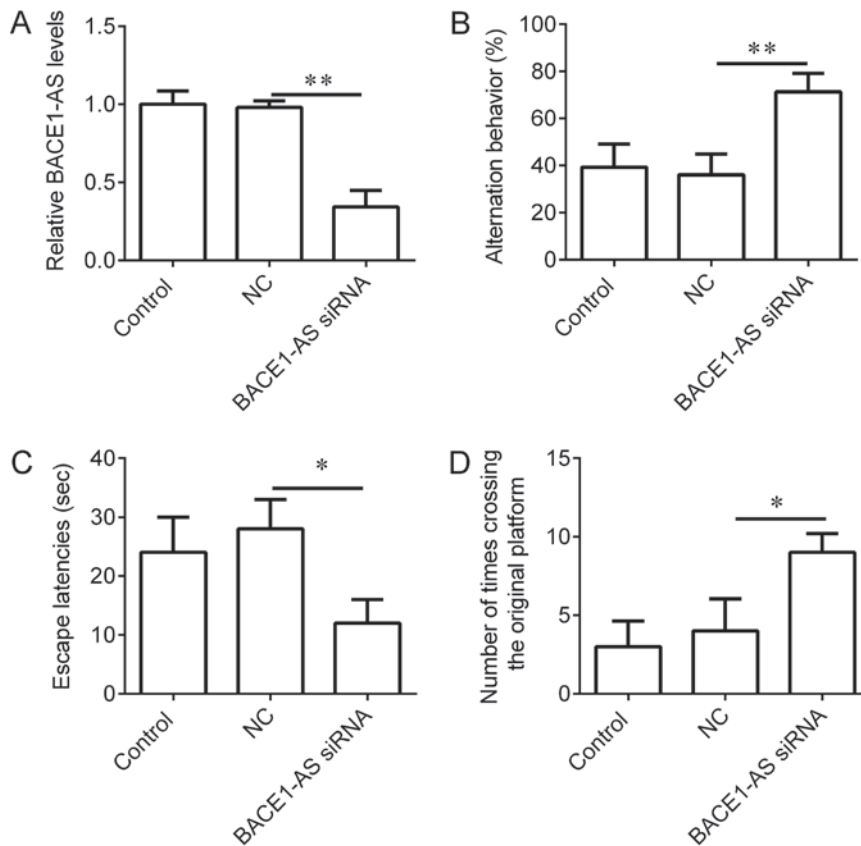 A
Relative BACE1-AS levels
1.5
1.0
0.5
0.0
**
Control
NC
BACE1-AS siRNA
B
Alternation behavior (%)
100
80
60
40
20
0
**
Control
NC
BACE1-AS siRNA
C
Escape latencies (sec)
40
30
20
10
0
*
Control
NC
BACE1-AS siRNA
D
Number of times crossing
the original platform
15
10
5
0
*
Control
NC
BACE1-AS siRNA